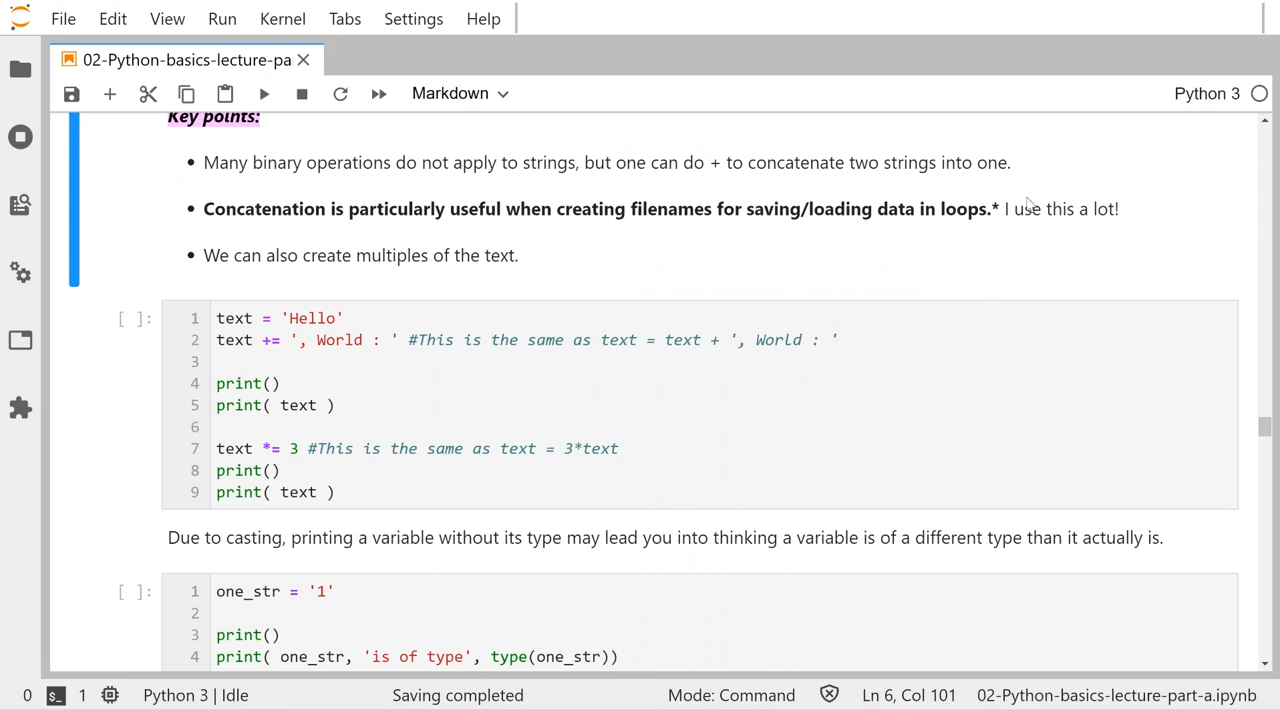 File Edit View Run Kernel Tabs Settings Help
02-Python-basics-lecture-pa
Markdown
Python 3
Key points:
• Many binary operations do not apply to strings, but one can do + to concatenate two strings into one.
• Concatenation is particularly useful when creating filenames for saving/loading data in loops.* I use this a lot!
• We can also create multiples of the text.
[ ]:
1 text = 'Hello'
2 text += ', World : ' #This is the same as text = text + ', World : '
3
4 print()
5 print( text )
6
7 text *= 3 #This is the same as text = 3*text
8 print()
9 print( text )
Due to casting, printing a variable without its type may lead you into thinking a variable is of a different type than it actually is.
[ ]:
1 one_str = '1'
2
3 print()
4 print( one_str, 'is of type', type(one_str))
0 $_ 1 Python 3 | Idle Saving completed Mode: Command Ln 6, Col 101 02-Python-basics-lecture-part-a.ipynb